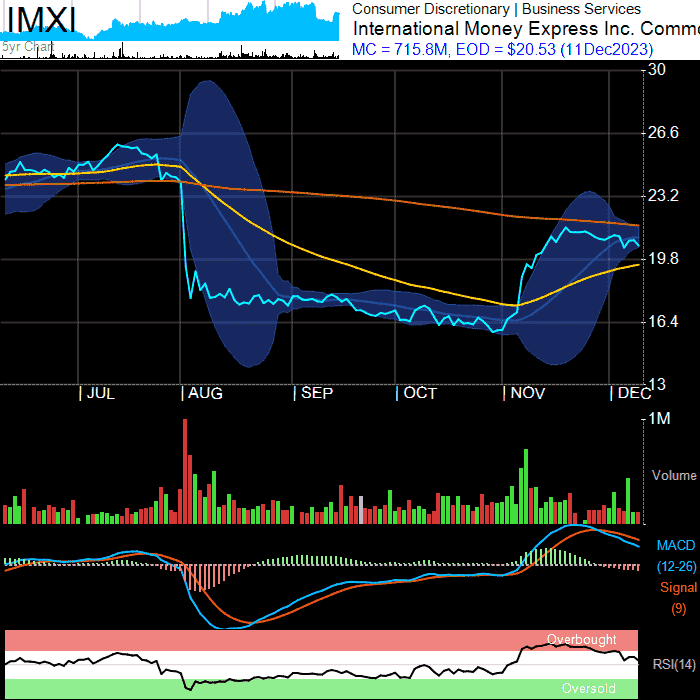 IMXI
5yr Chart
Consumer Discretionary | Business Services
International Money Express Inc. Commo
MC = 715.8M, EOD = $20.53 (11Dec2023)
30
26.6
23.2
19.8
16.4
13
JUL
AUG
SEP
OCT
NOV
DEC
1M
Volume
MACD
(12-26)
Signal
(9)
Overbought
RSI(14)
Oversold